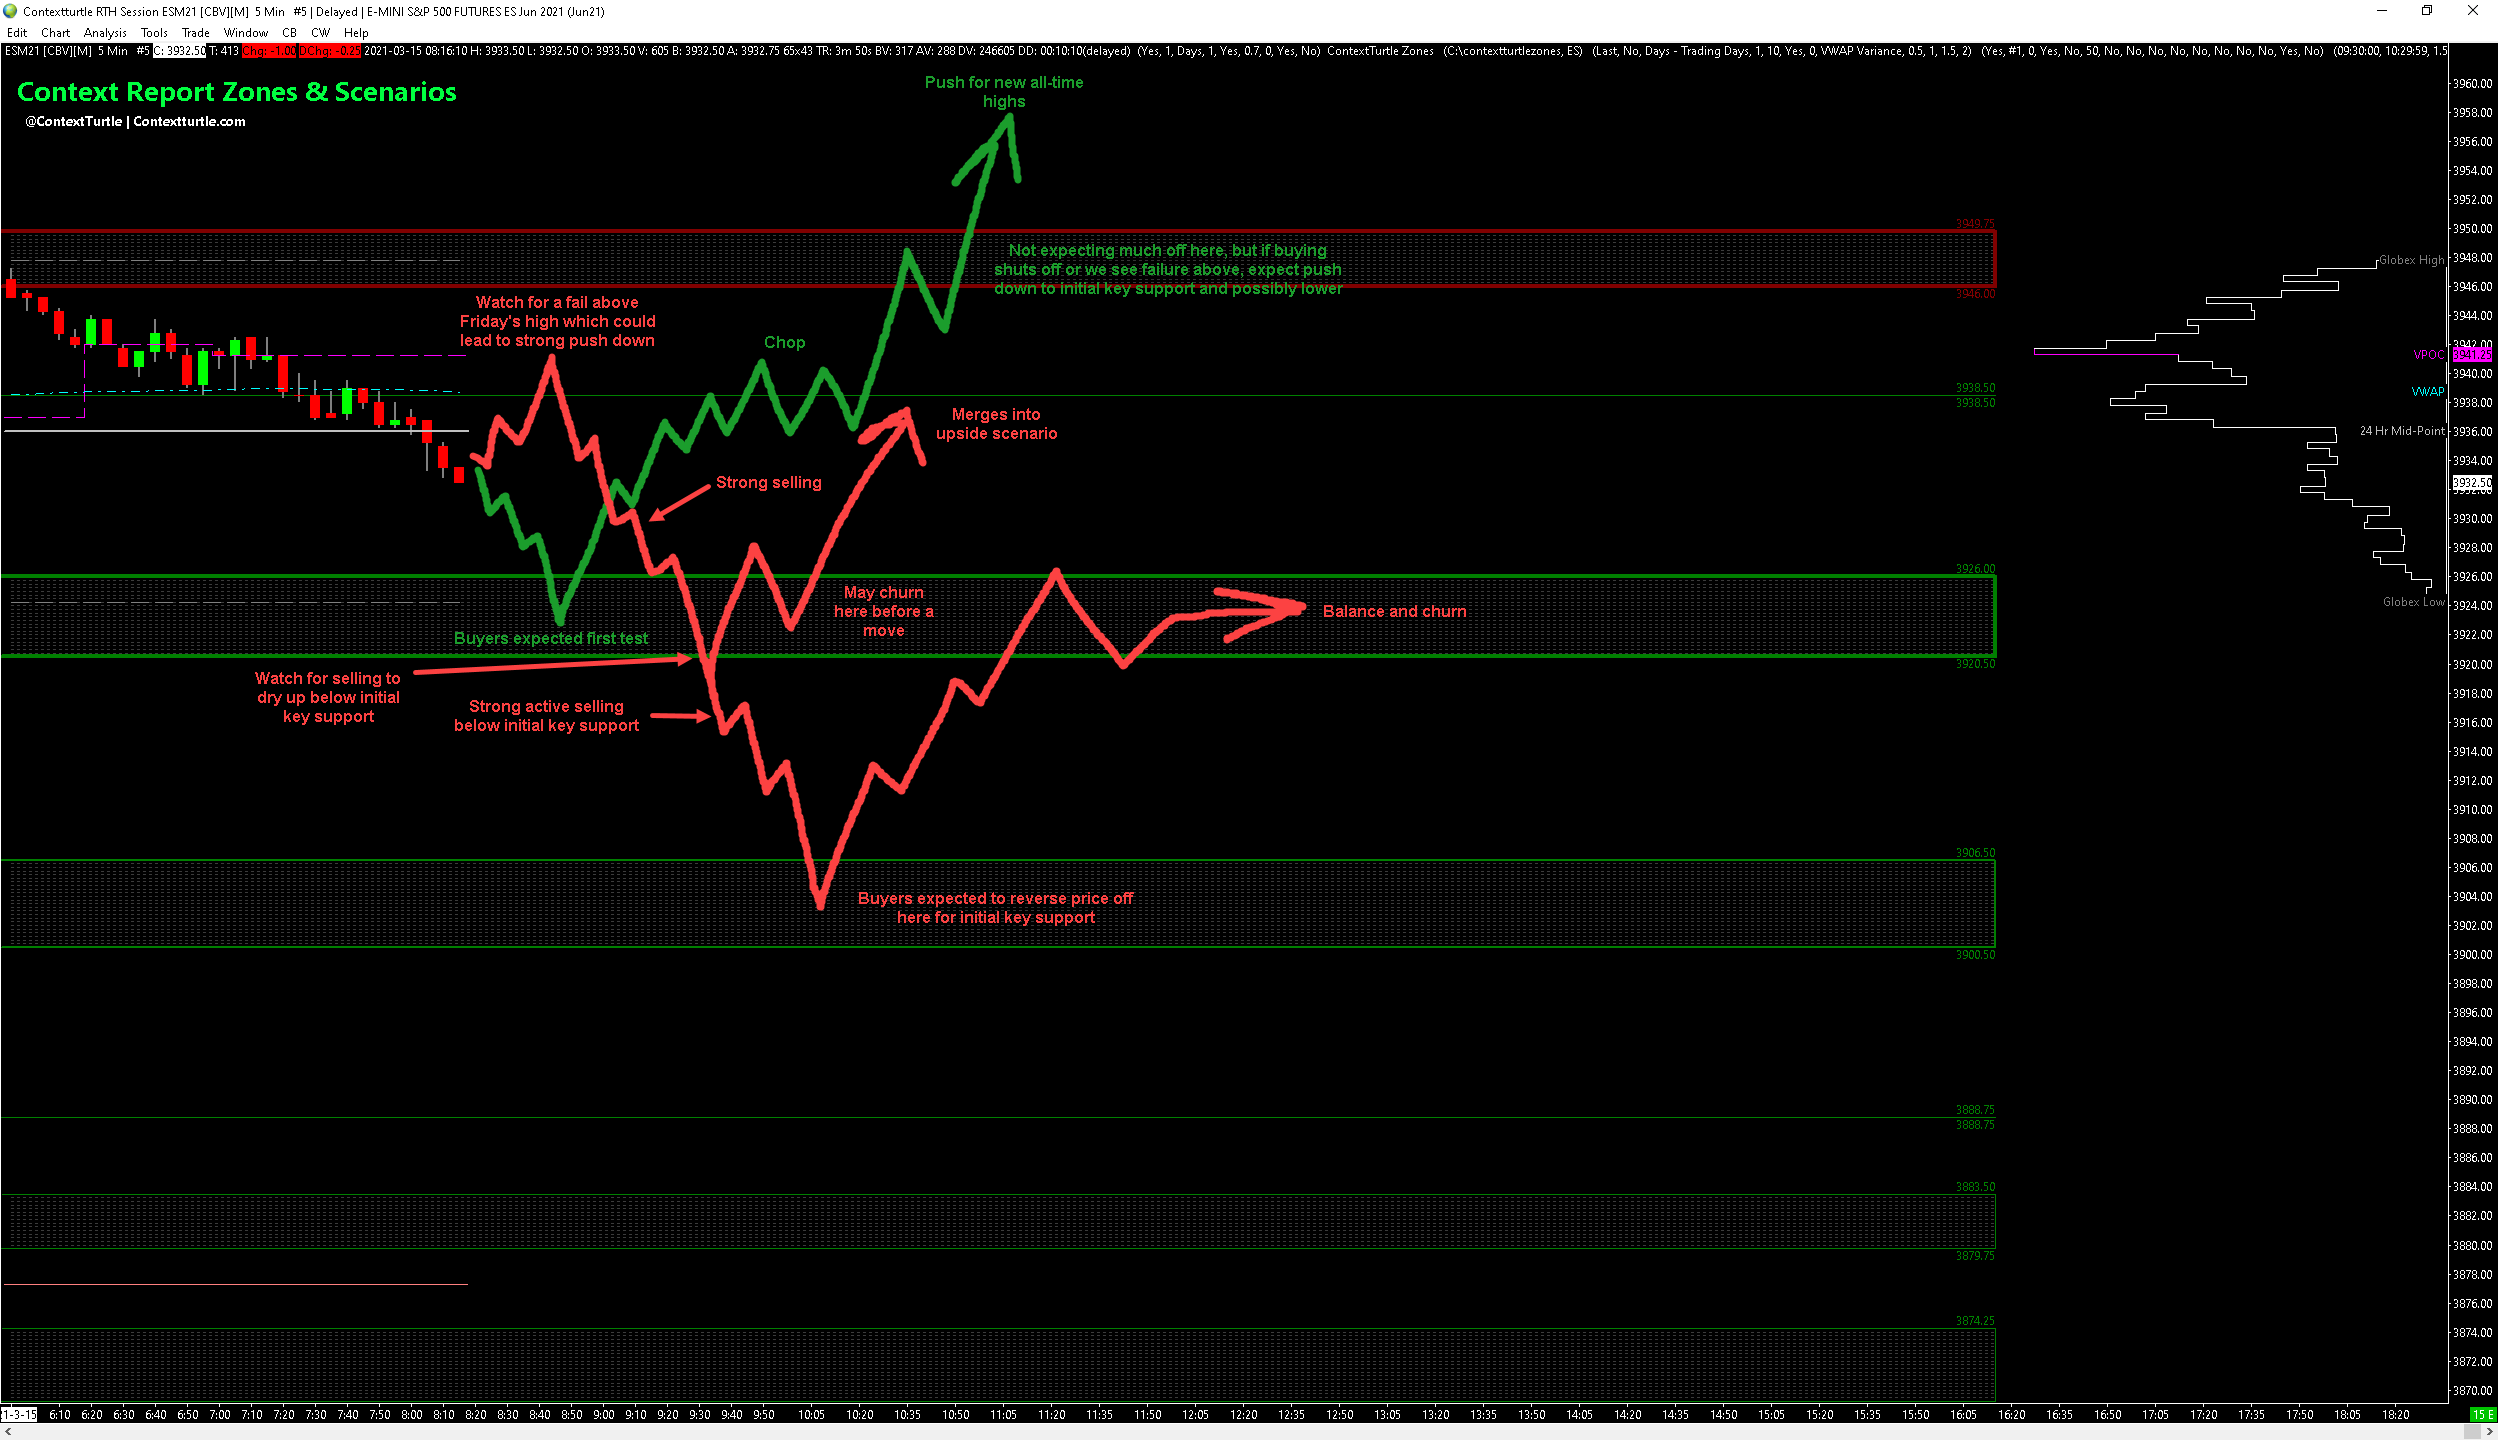 Contextturtle RTH Session ESM21 [CBV][M]  5 Min   #5 | Delayed | E-MINI S&P 500 FUTURES ES Jun 2021 (Jun21)
Edit Chart Analysis Tools Trade Window CB CW Help
ESM21 [CBV][M]  5 Min   #5 C: 3932.50 T: 413 Chg: -1.00 DChg: -0.25 2021-03-15 08:16:10 H: 3933.50 L: 3932.50 O: 3933.50 V: 605 B: 3932.50 A: 3932.75 65x43 TR: 3m 50s BV: 317 AV: 288 DV: 246605 DD: 00:10:10(delayed)  (Yes, 1, Days, 1, Yes, 0.7, 0, Yes, No)  ContextTurtle Zones   (C:\contextturtlezones, ES)   (Last, No, Days - Trading Days, 1, 10, Yes, 0, VWAP Variance, 0.5, 1, 1.5, 2)   (Yes, #1, 0, Yes, No, 50, No, No, No, No, No, No, No, No, Yes, No)   (09:30:00, 10:29:59, 1.5
Context Report Zones & Scenarios
@ContextTurtle | Contextturtle.com
Push for new all-time
highs
Not expecting much off here, but if buying
shuts off or we see failure above, expect push
down to initial key support and possibly lower
Watch for a fail above
Friday's high which could
lead to strong push down
Chop
Merges into
upside scenario
Strong selling
May churn
here before a
move
Balance and churn
Buyers expected first test
Watch for selling to
dry up below initial
key support
Strong active selling
below initial key support
Buyers expected to reverse price off
here for initial key support
3949.75
3946.00
3938.50
3938.50
3926.00
3920.50
3906.50
3900.50
3888.75
3888.75
3883.50
3879.75
3874.25
Globex High
VPOC
VWAP
24 Hr Mid-Point
Globex Low
3960.00
3958.00
3956.00
3954.00
3952.00
3950.00
3948.00
3946.00
3944.00
3942.00
3941.25
3940.00
3938.00
3936.00
3934.00
3932.50
3930.00
3928.00
3926.00
3924.00
3922.00
3920.00
3918.00
3916.00
3914.00
3912.00
3910.00
3908.00
3906.00
3904.00
3902.00
3900.00
3898.00
3896.00
3894.00
3892.00
3890.00
3888.00
3886.00
3884.00
3882.00
3880.00
3878.00
3876.00
3874.00
3872.00
3870.00
1-3-15 6:10 6:20 6:30 6:40 6:50 7:00 7:10 7:20 7:30 7:40 7:50 8:00 8:10 8:20 8:30 8:40 8:50 9:00 9:10 9:20 9:30 9:40 9:50 10:05 10:20 10:35 10:50 11:05 11:20 11:35 11:50 12:05 12:20 12:35 12:50 13:05 13:20 13:35 13:50 14:05 14:20 14:35 14:50 15:05 15:20 15:35 15:50 16:05 16:20 16:35 16:50 17:05 17:20 17:35 17:50 18:05 18:20 15 E